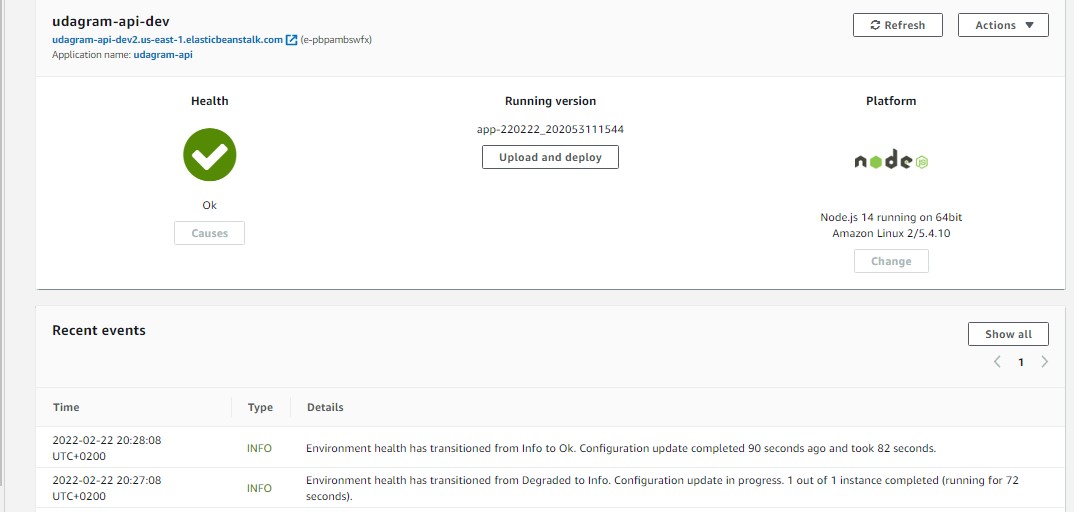 udagram-api-dev
Refresh
Actions
udagram-api-dev2.us-east-1.elasticbeanstalk.com (e-pbpambswfx)
Application name: udagram-api
Health
Running version
Platform
app-220222_202053111544
Upload and deploy
node
JS
Ok
Causes
Node.js 14 running on 64bit
Amazon Linux 2/5.4.10
Change
Recent events
Show all
1
Time
Type
Details
2022-02-22 20:28:08
UTC+0200
INFO
Environment health has transitioned from Info to Ok. Configuration update completed 90 seconds ago and took 82 seconds.
2022-02-22 20:27:08
UTC+0200
INFO
Environment health has transitioned from Degraded to Info. Configuration update in progress. 1 out of 1 instance completed (running for 72
seconds).